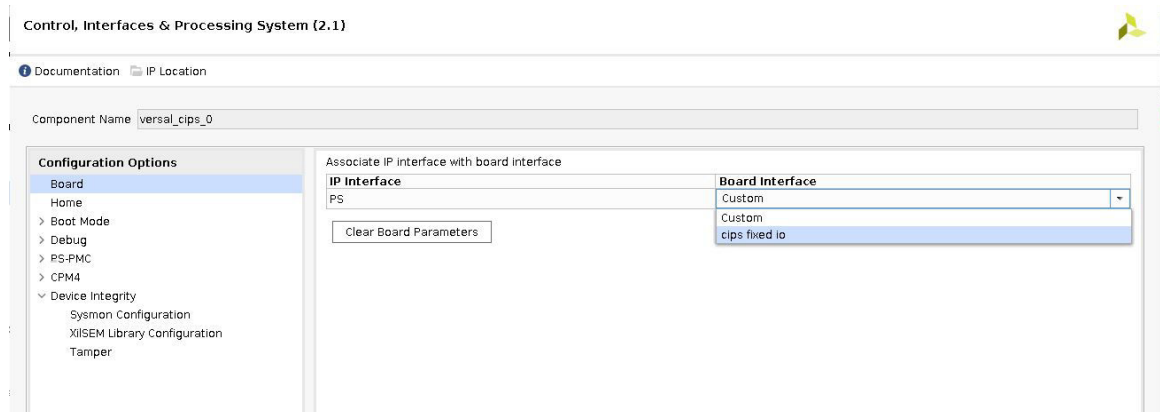 Control, Interfaces & Processing System (2.1)
Documentation IP Location
Component Name versal_cips_0
Configuration Options
Board
Home
Boot Mode
Debug
PS-PMC
CPM4
Device Integrity
Sysmon Configuration
XilSEM Library Configuration
Tamper
Associate IP interface with board interface
IP Interface Board Interface
PS Custom
Custom
cips fixed io
Clear Board Parameters